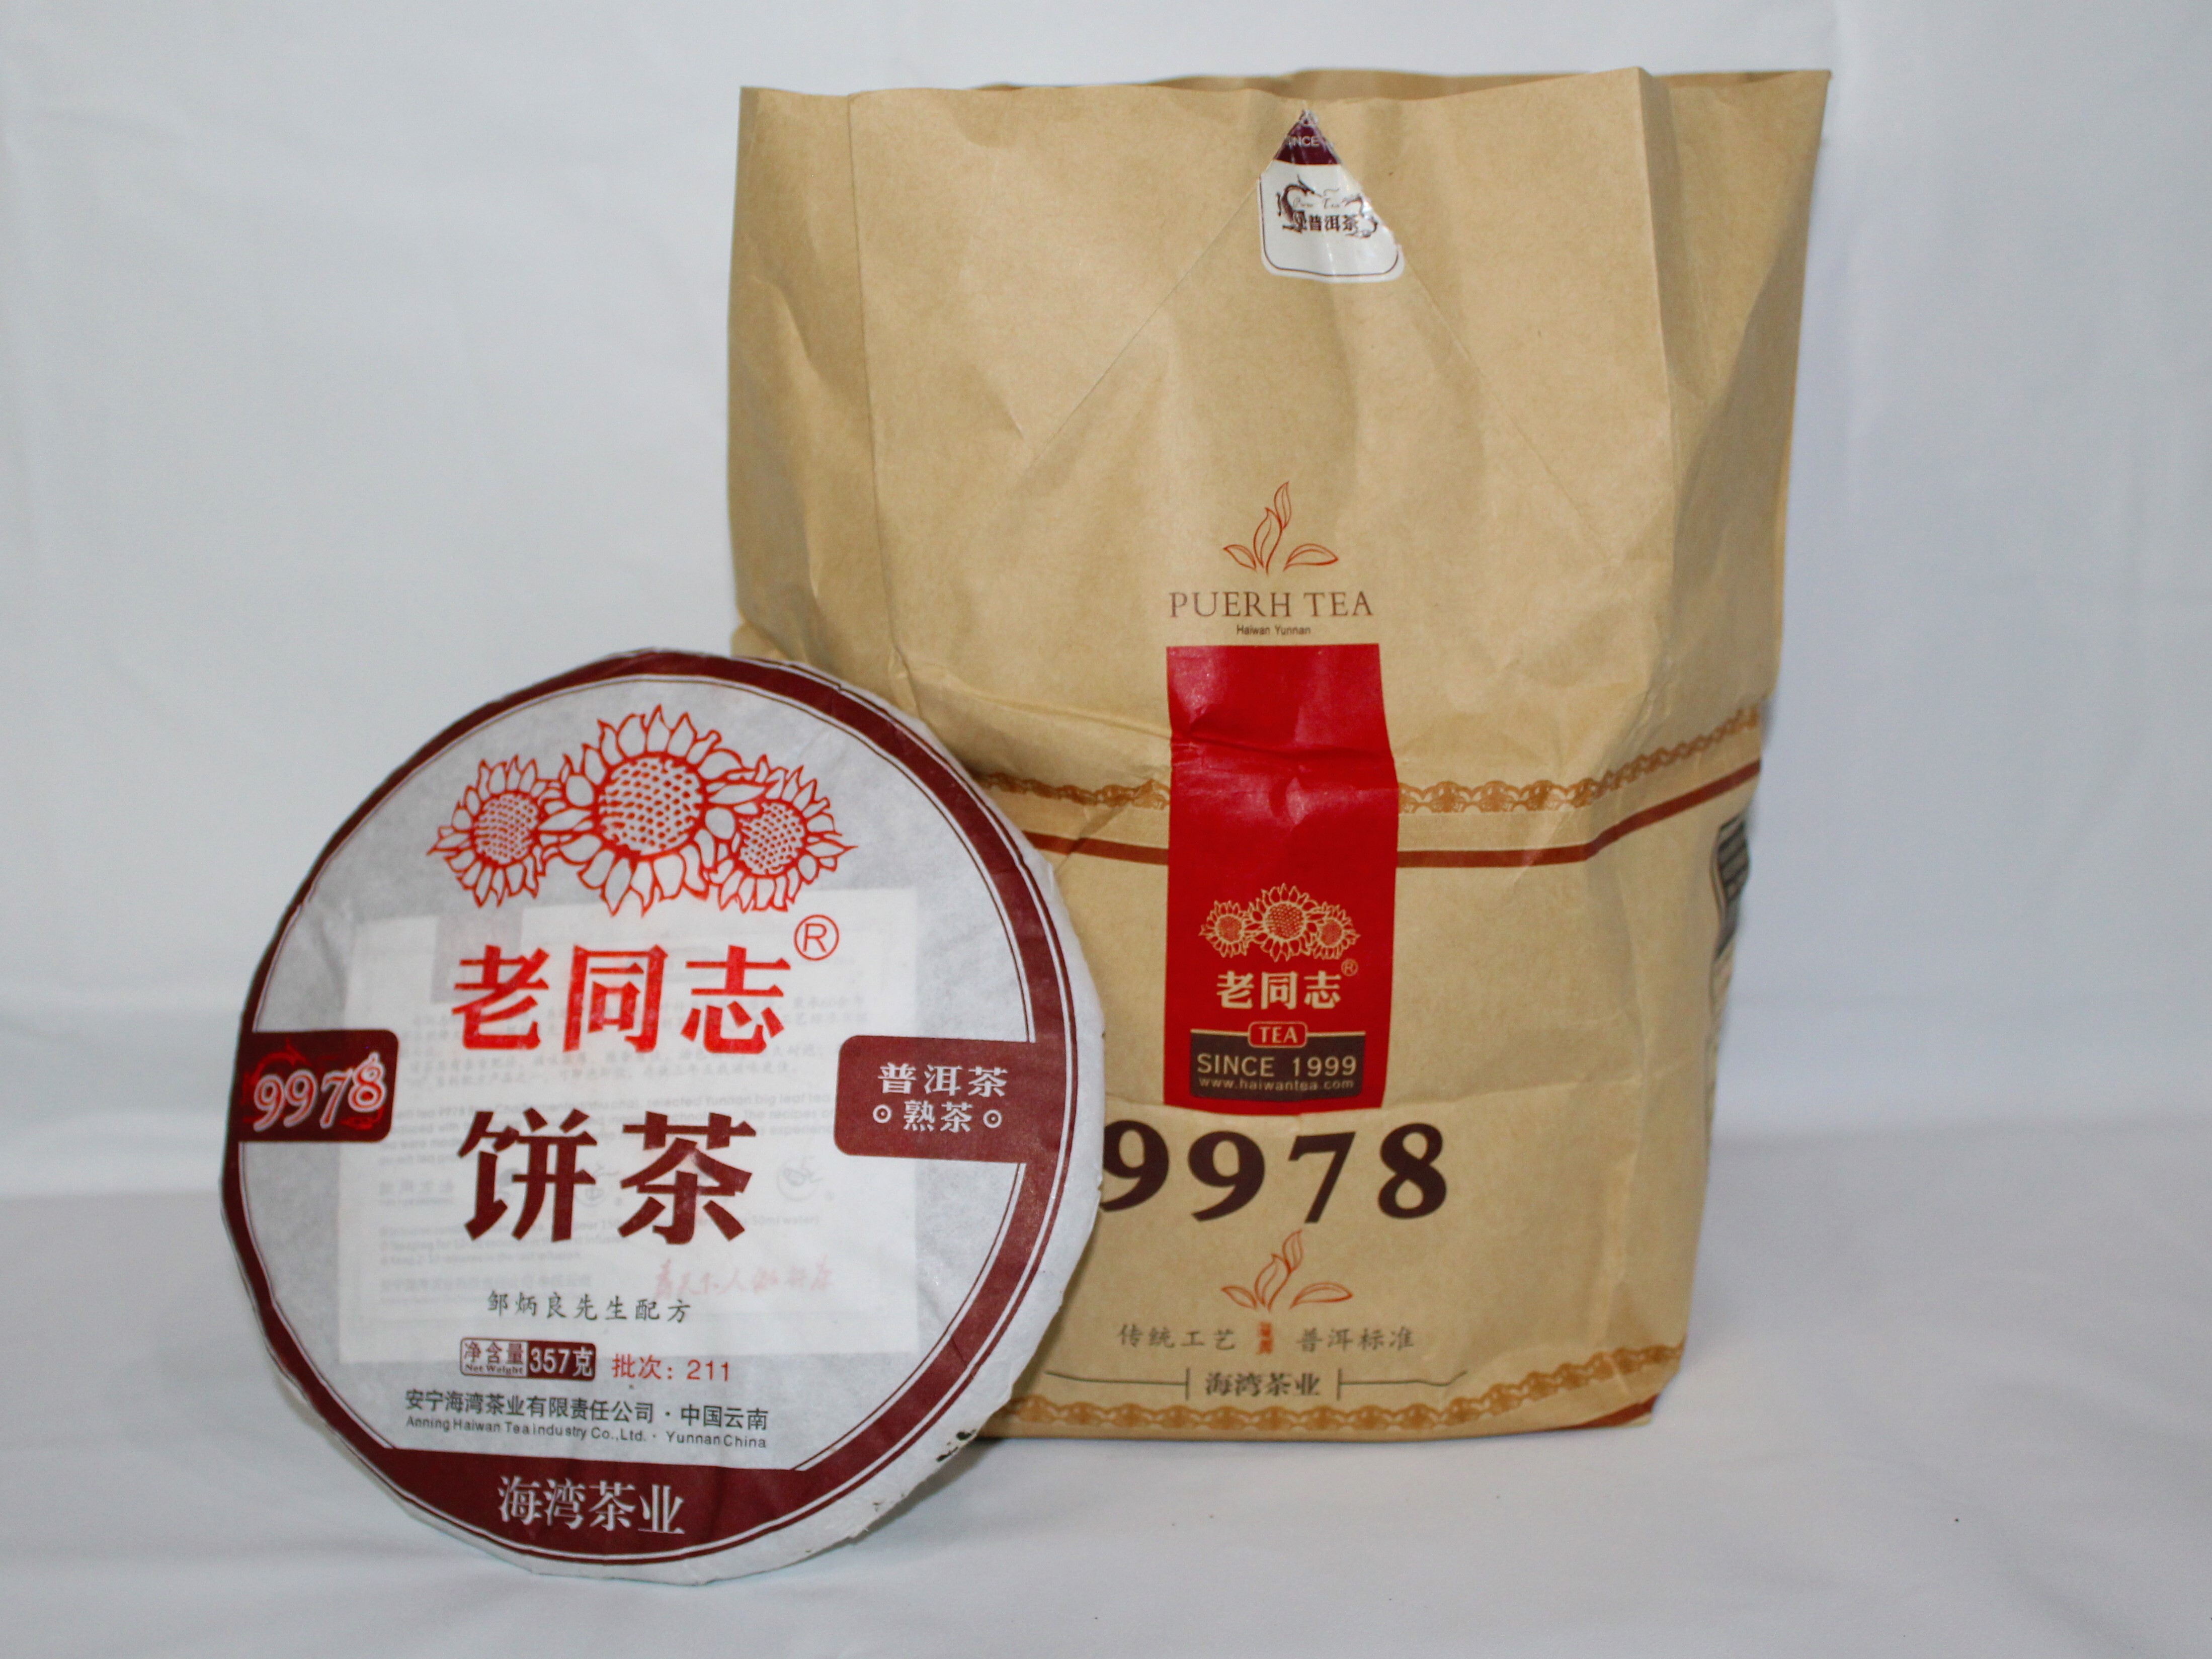 老同志®
9978
饼茶
普洱茶
熟茶
邹炳良先生配方
净含量
Net Weight
357克
批次：211
安宁海湾茶业有限责任公司·中国云南
Anning Haiwan Tea industry Co.,Ltd. · Yunnan China
海湾茶业
普洱茶
PUERH TEA
Haiwan Yunnan
老同志®
TEA
SINCE 1999
www.haiwantea.com
9978
传统工艺 普洱标准
海湾茶业